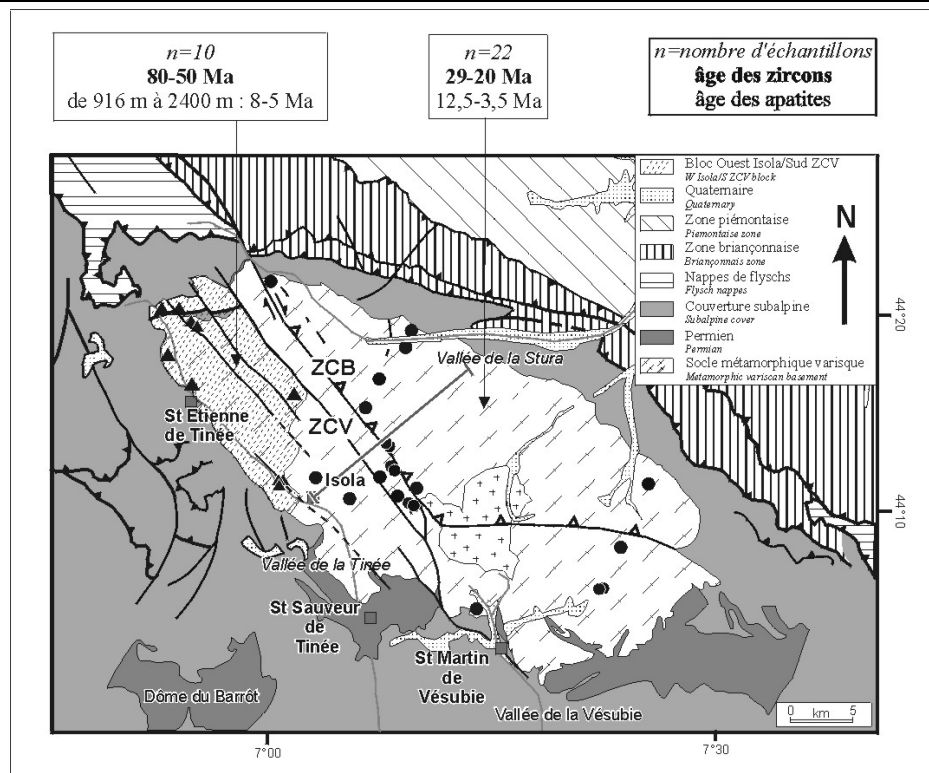 n=10
80-50 Ma
de 916 m à 2400 m : 8-5 Ma
n=22
29-20 Ma
12,5-3,5 Ma
n=nombre d'échantillons
âge des zircons
âge des apatites
Bloc Ouest Isola/Sud ZCV
W Isola/S ZCV block
Quaternaire
Quaternary
Zone piémontaise
Piemontaise zone
Zone briançonnaise
Briançonnais zone
Nappes de flyschs
Flysch nappes
Couverture subalpine
Subalpine cover
Permien
Permian
Socle métamorphique varisque
Metamorphic variscan basement
N
44°20
44°10
Vallée de la Stura
ZCB
ZCV
St Etienne
de Tinée
Isola
Vallée de la Tinée
St Sauveur
de
Tinée
St Martin
de
Vésubie
Dôme du Barrôt
Vallée de la Vésubie
0 km 5
7°00
7°30